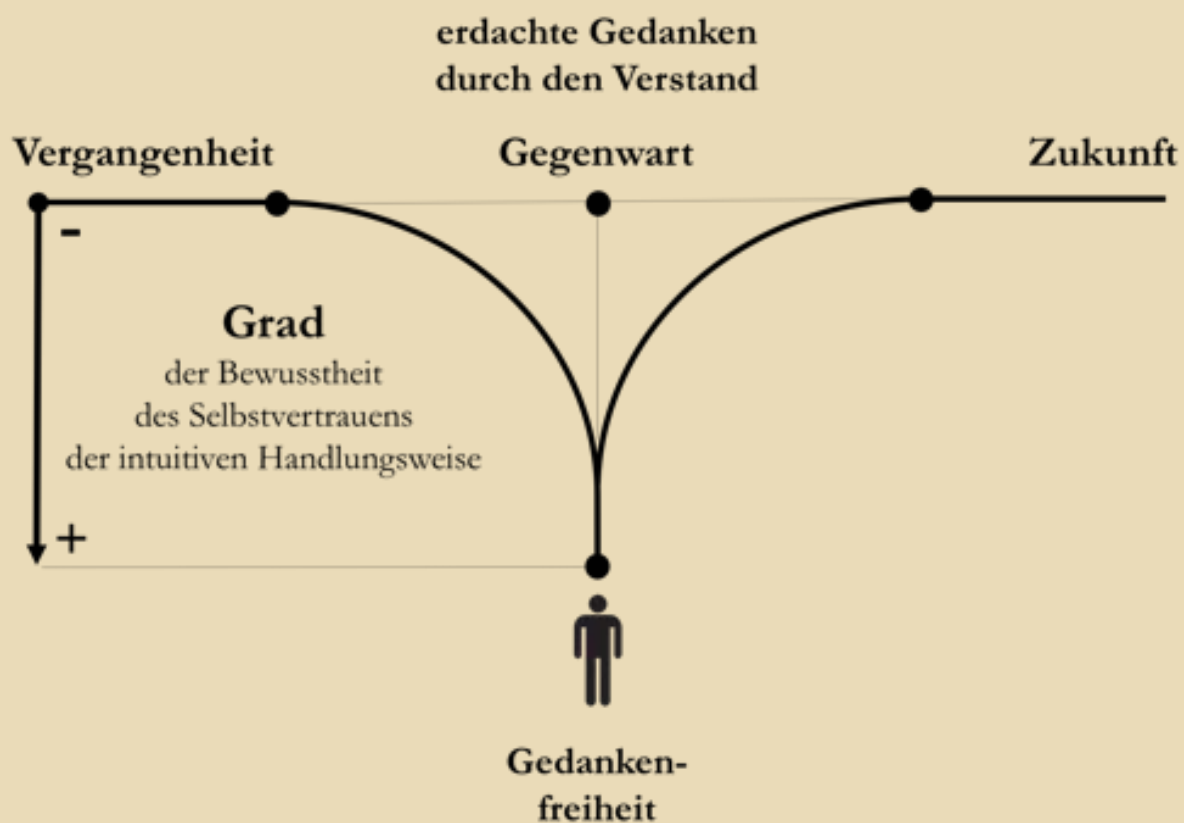 erdachte Gedanken
durch den Verstand
Vergangenheit
Gegenwart
Zukunft
-
Grad
der Bewusstheit
des Selbstvertrauens
der intuitiven Handlungsweise
+
Gedanken-
freiheit